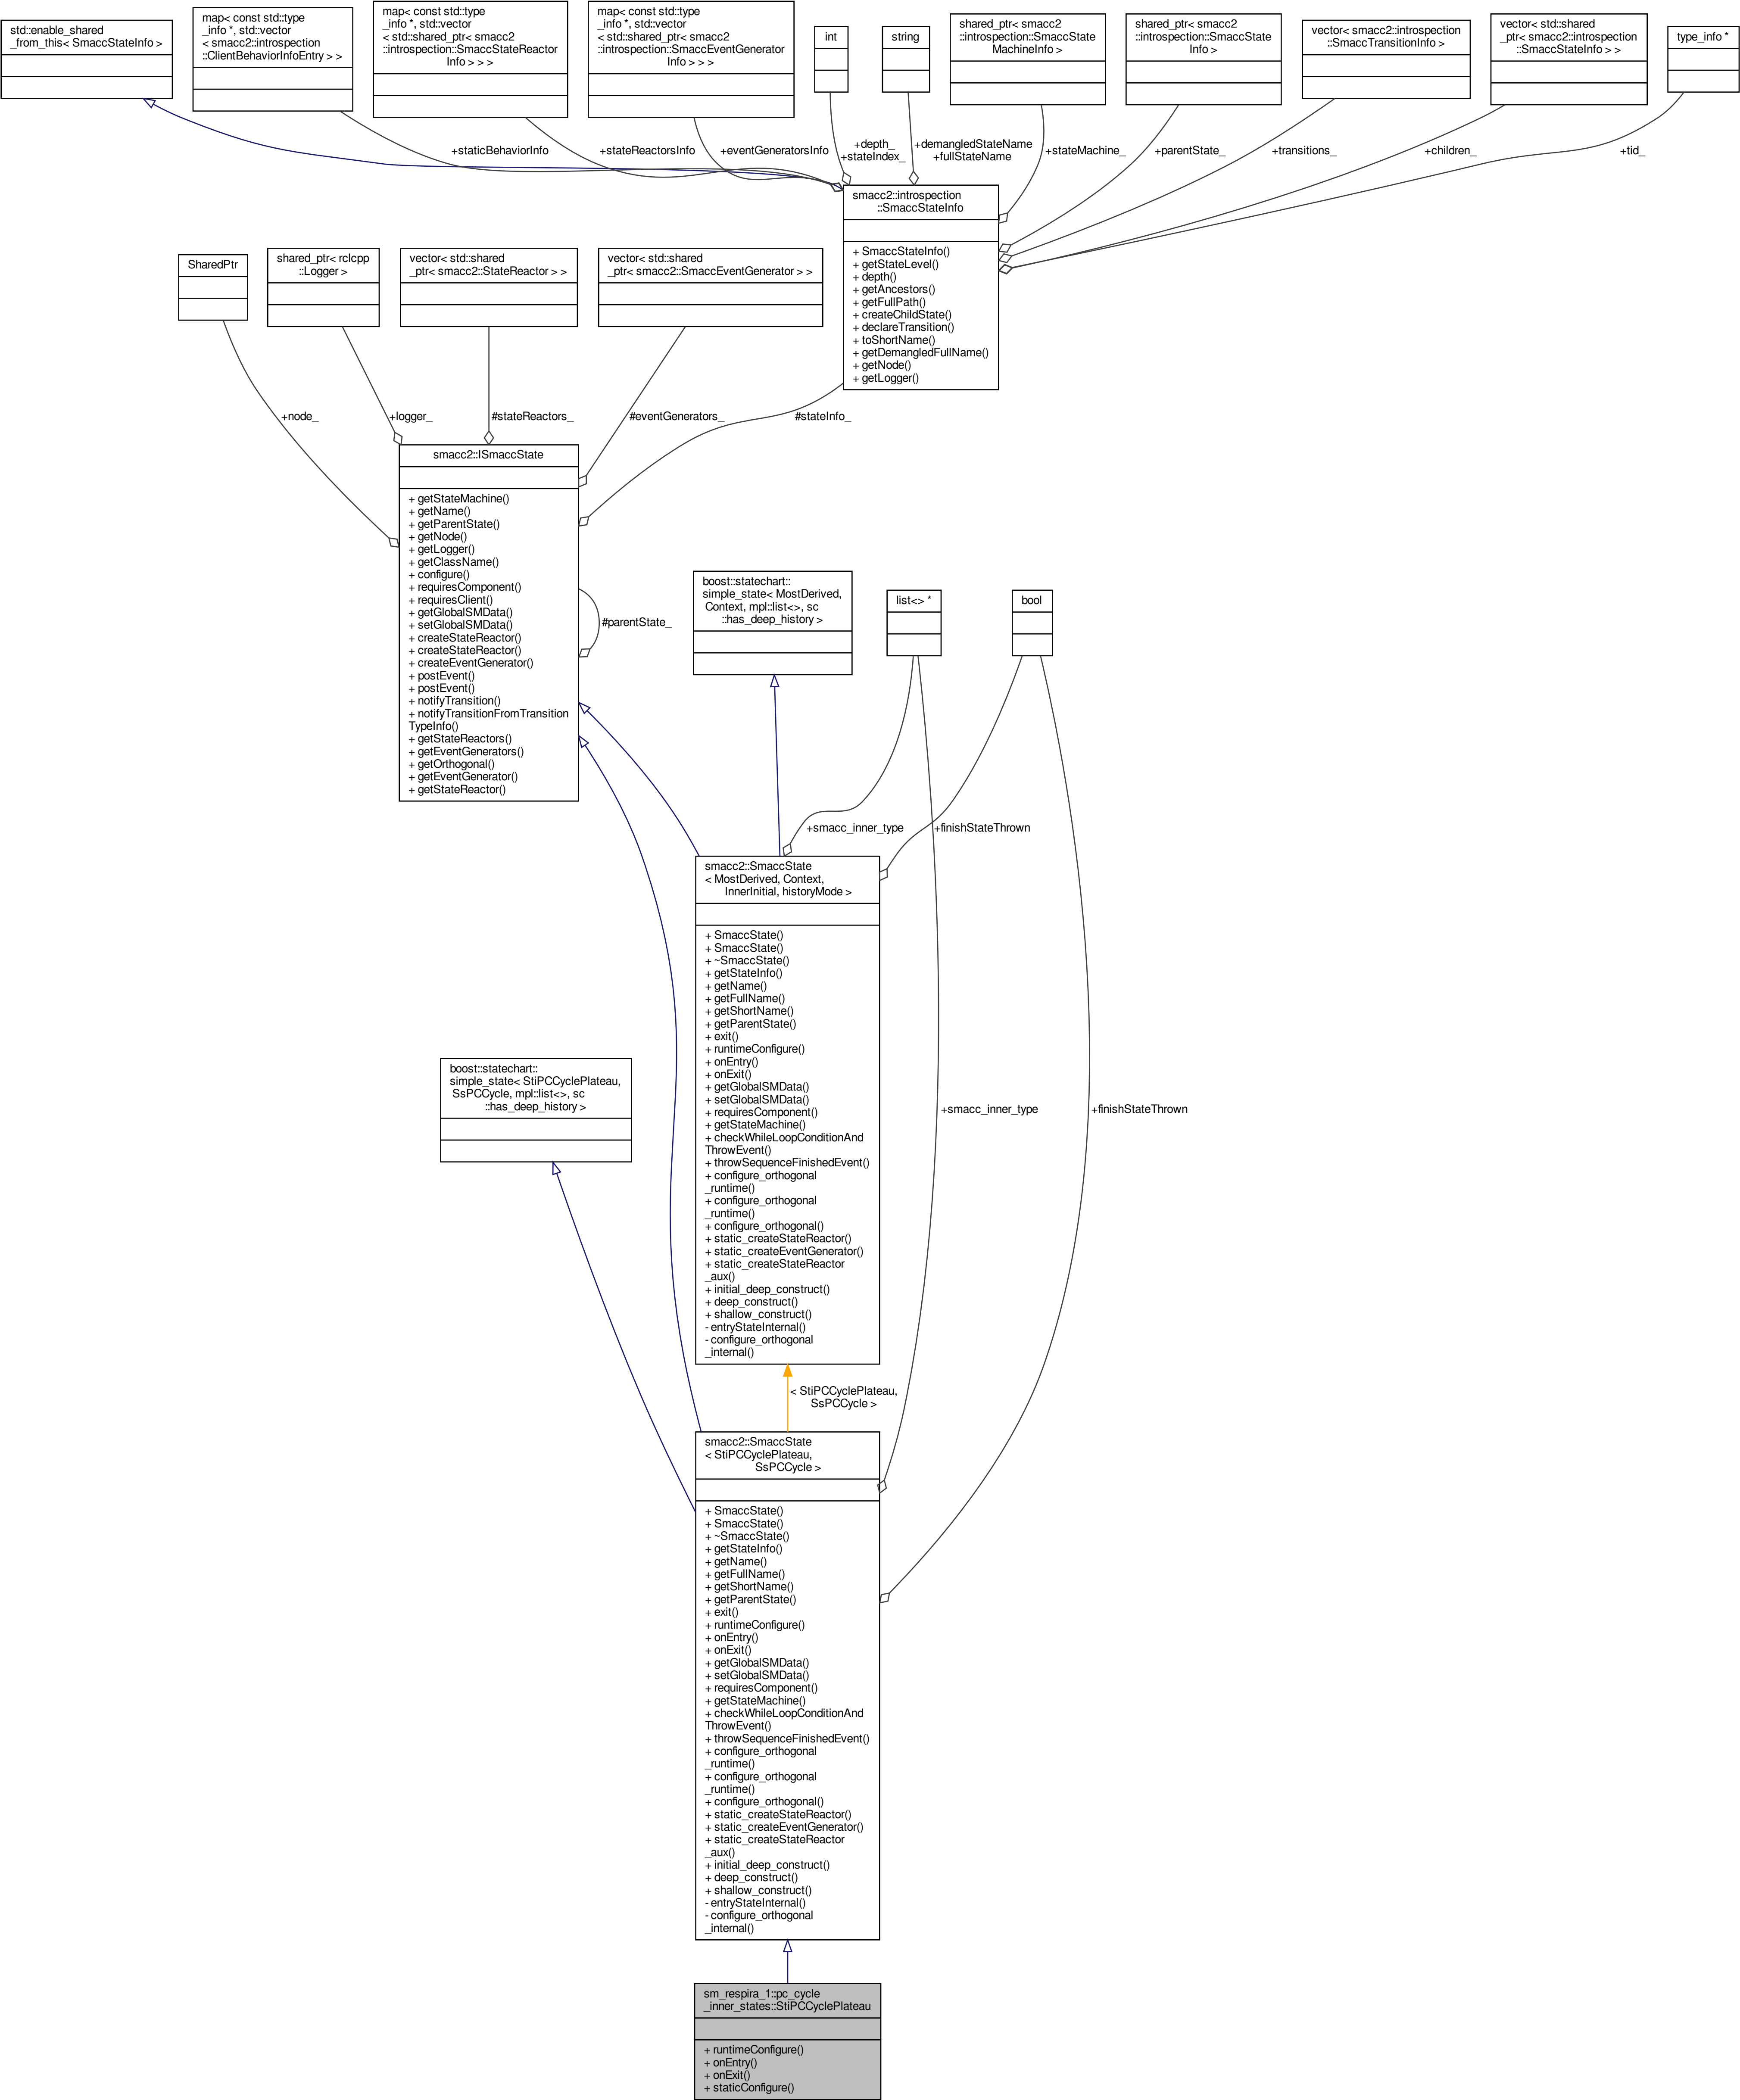 std::enable_shared
_from_this< SmaccStateInfo >
map< const std::type
_info *, std::vector
< smacc2::introspection
::ClientBehaviorInfoEntry > >
map< const std::type
_info *, std::vector
< std::shared_ptr< smacc2
::introspection::SmaccStateReactor
Info > > >
map< const std::type
_info *, std::vector
< std::shared_ptr< smacc2
::introspection::SmaccEventGenerator
Info > > >
int
string
shared_ptr< smacc2
::introspection::SmaccState
MachineInfo >
shared_ptr< smacc2
::introspection::SmaccState
Info >
vector< smacc2::introspection
::SmaccTransitionInfo >
vector< std::shared
_ptr< smacc2::introspection
::SmaccStateInfo > >
type_info *
+staticBehaviorInfo
+stateReactorsInfo
+eventGeneratorsInfo
+depth_
+stateIndex_
+demangledStateName
+fullStateName
+stateMachine_
+parentState_
+transitions_
+children_
+tid_
smacc2::introspection
::SmaccStateInfo
+ SmaccStateInfo()
+ getStateLevel()
+ depth()
+ getAncestors()
+ getFullPath()
+ createChildState()
+ declareTransition()
+ toShortName()
+ getDemangledFullName()
+ getNode()
+ getLogger()
SharedPtr
shared_ptr< rclcpp
::Logger >
vector< std::shared
_ptr< smacc2::StateReactor > >
vector< std::shared
_ptr< smacc2::SmaccEventGenerator > >
+node_
+logger_
#stateReactors_
#eventGenerators_
#stateInfo_
smacc2::ISmaccState
+ getStateMachine()
+ getName()
+ getParentState()
+ getNode()
+ getLogger()
+ getClassName()
+ configure()
+ requiresComponent()
+ requiresClient()
+ getGlobalSMData()
+ setGlobalSMData()
+ createStateReactor()
+ createStateReactor()
+ createEventGenerator()
+ postEvent()
+ postEvent()
+ notifyTransition()
+ notifyTransitionFromTransition
TypeInfo()
+ getStateReactors()
+ getEventGenerators()
+ getOrthogonal()
+ getEventGenerator()
+ getStateReactor()
#parentState_
boost::statechart::
simple_state< MostDerived,
Context, mpl::list<>, sc
::has_deep_history >
list<> *
bool
+smacc_inner_type
+finishStateThrown
smacc2::SmaccState
< MostDerived, Context,
InnerInitial, historyMode >
+ SmaccState()
+ SmaccState()
+ ~SmaccState()
+ getStateInfo()
+ getName()
+ getFullName()
+ getShortName()
+ getParentState()
+ exit()
+ runtimeConfigure()
+ onEntry()
+ onExit()
+ getGlobalSMData()
+ setGlobalSMData()
+ requiresComponent()
+ getStateMachine()
+ checkWhileLoopConditionAnd
ThrowEvent()
+ throwSequenceFinishedEvent()
+ configure_orthogonal
_runtime()
+ configure_orthogonal
_runtime()
+ configure_orthogonal()
+ static_createStateReactor()
+ static_createEventGenerator()
+ static_createStateReactor
_aux()
+ initial_deep_construct()
+ deep_construct()
+ shallow_construct()
- entryStateInternal()
- configure_orthogonal
_internal()
boost::statechart::
simple_state< StiPCCyclePlateau,
SsPCCycle, mpl::list<>, sc
::has_deep_history >
+smacc_inner_type
+finishStateThrown
< StiPCCyclePlateau,
SsPCCycle >
smacc2::SmaccState
< StiPCCyclePlateau,
SsPCCycle >
+ SmaccState()
+ SmaccState()
+ ~SmaccState()
+ getStateInfo()
+ getName()
+ getFullName()
+ getShortName()
+ getParentState()
+ exit()
+ runtimeConfigure()
+ onEntry()
+ onExit()
+ getGlobalSMData()
+ setGlobalSMData()
+ requiresComponent()
+ getStateMachine()
+ checkWhileLoopConditionAnd
ThrowEvent()
+ throwSequenceFinishedEvent()
+ configure_orthogonal
_runtime()
+ configure_orthogonal
_runtime()
+ configure_orthogonal()
+ static_createStateReactor()
+ static_createEventGenerator()
+ static_createStateReactor
_aux()
+ initial_deep_construct()
+ deep_construct()
+ shallow_construct()
- entryStateInternal()
- configure_orthogonal
_internal()
sm_respira_1::pc_cycle
_inner_states::StiPCCyclePlateau
+ runtimeConfigure()
+ onEntry()
+ onExit()
+ staticConfigure()